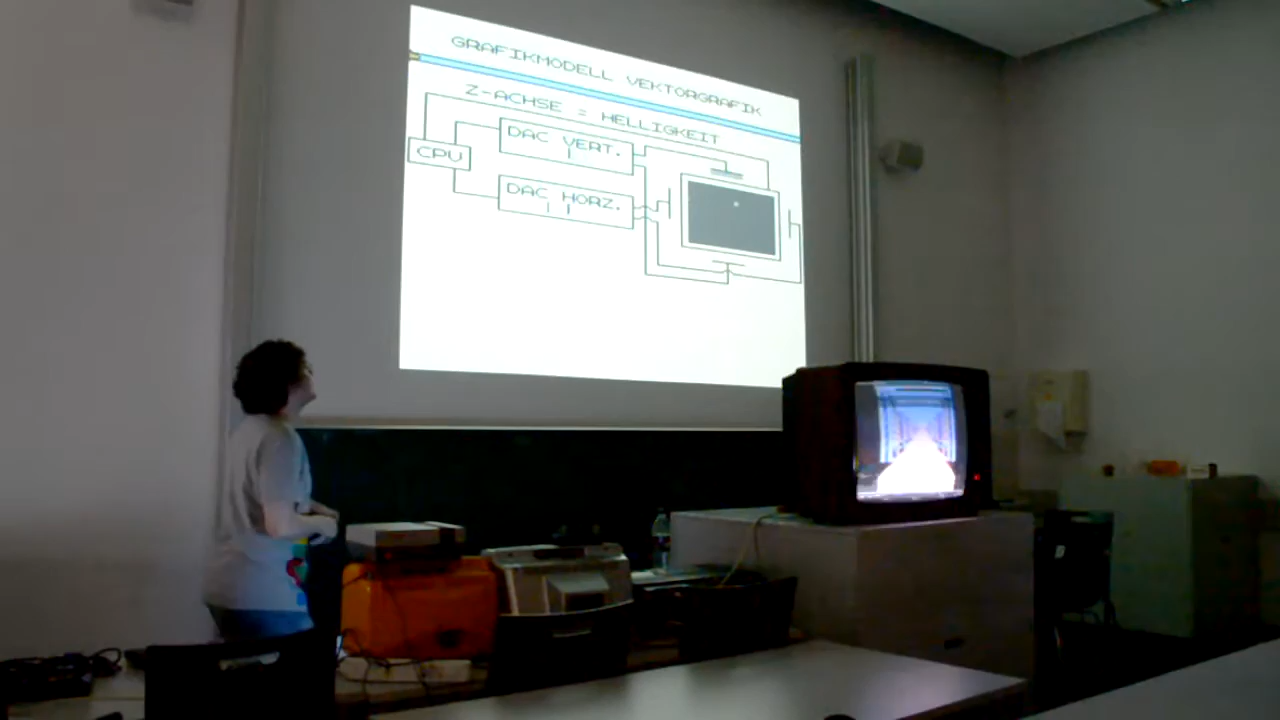 GRAFIKMODELL VEKTORGRAFIK
Z-ACHSE = HELLIGKEIT
DAC VERT.
CPU
DAC HORZ.